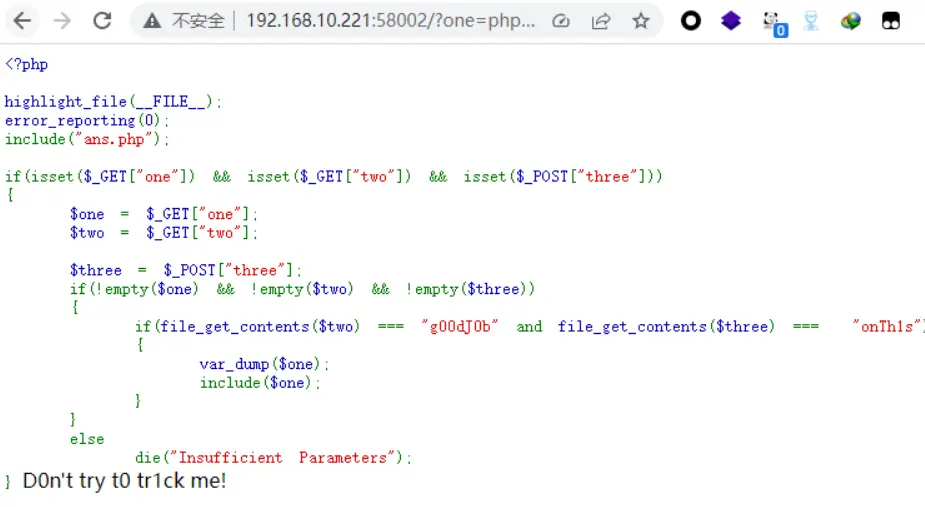 不安全 192.168.10.221:58002/?one=php...
0
<?php
highlight_file(__FILE__);
error_reporting(0);
include("ans.php");
if(isset($_GET["one"]) && isset($_GET["two"]) && isset($_POST["three"]))
{
$one = $_GET["one"];
$two = $_GET["two"];
$three = $_POST["three"];
if(!empty($one) && !empty($two) && !empty($three))
{
if(file_get_contents($two) === "g00dJ0b" and file_get_contents($three) === "onTh1s")
{
var_dump($one);
include($one);
}
}
else
die("Insufficient Parameters");
} D0n't try t0 tr1ck me!